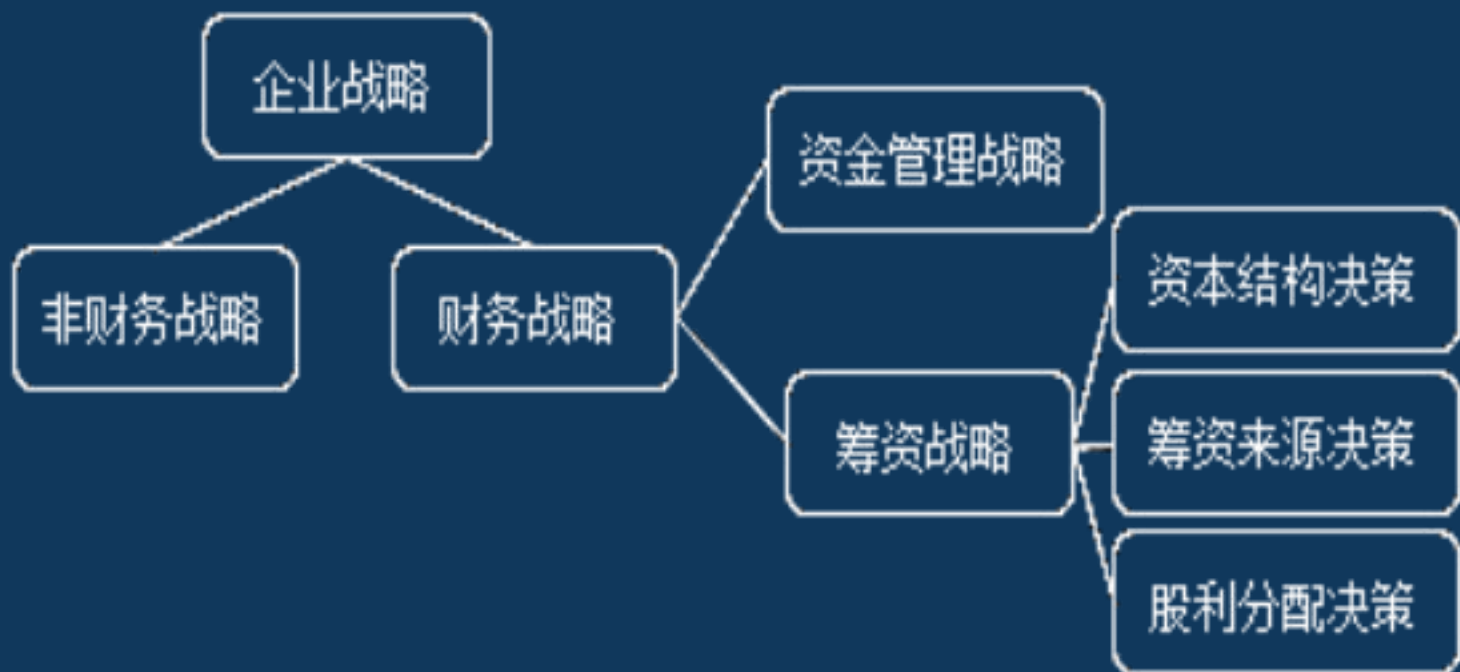 企业战略
非财务战略
财务战略
资金管理战略
筹资战略
资本结构决策
筹资来源决策
股利分配决策